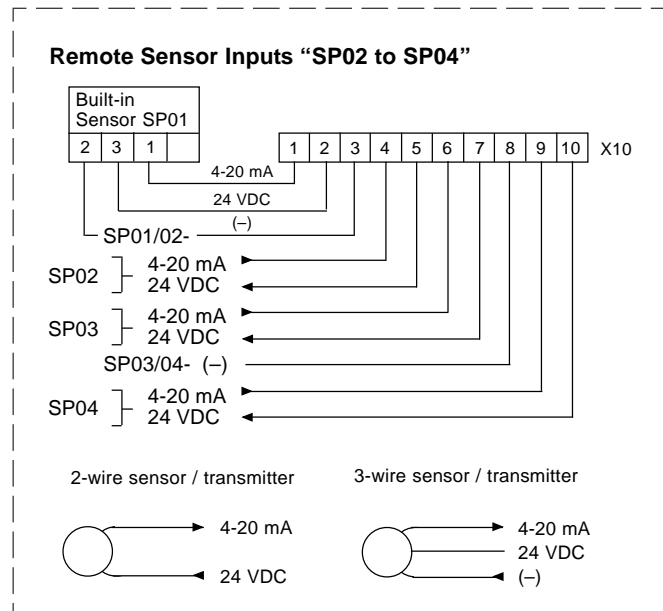 Remote Sensor Inputs “SP02 to SP04”
Built-in
Sensor SP01
2 3 1
1 2 3 4 5 6 7 8 9 10 X10
4-20 mA
24 VDC
(–)
SP01/02-
SP02 4-20 mA
24 VDC
SP03 4-20 mA
24 VDC
SP03/04- (–)
SP04 4-20 mA
24 VDC
2-wire sensor / transmitter
3-wire sensor / transmitter
4-20 mA
24 VDC
4-20 mA
24 VDC
(–)